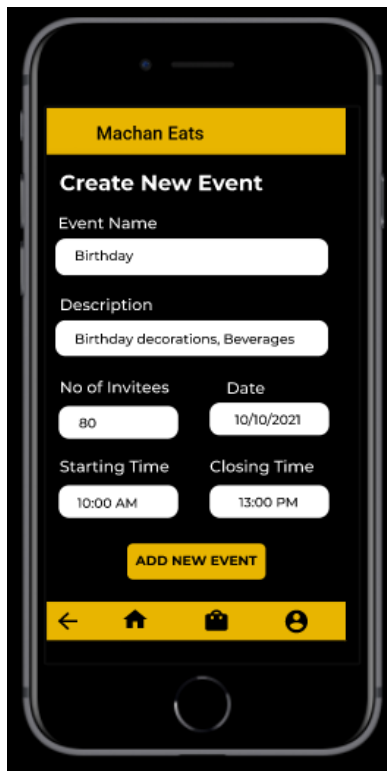 Machan Eats
Create New Event
Event Name
Birthday
Description
Birthday decorations, Beverages
No of Invitees
Date
80
10/10/2021
Starting Time
Closing Time
10:00 AM
13:00 PM
ADD NEW EVENT